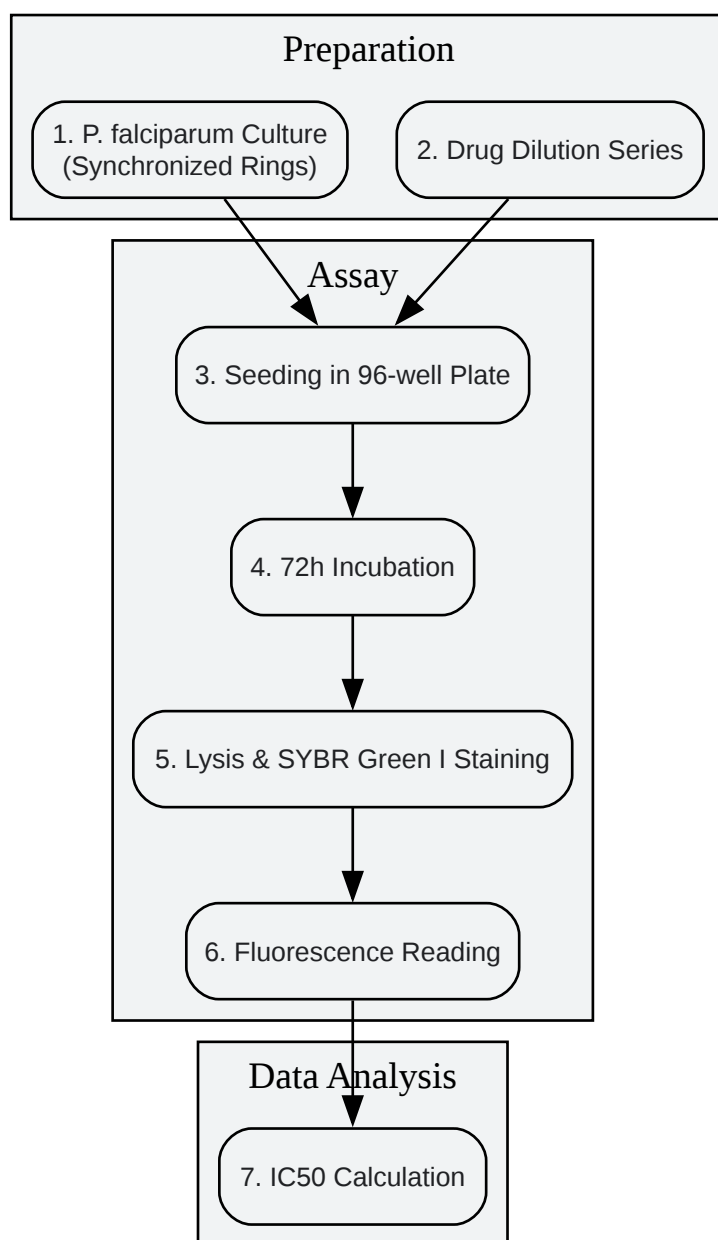 Preparation
1. P. falciparum Culture
(Synchronized Rings)
2. Drug Dilution Series
Assay
3. Seeding in 96-well Plate
4. 72h Incubation
5. Lysis & SYBR Green I Staining
6. Fluorescence Reading
Data Analysis
7. IC50 Calculation